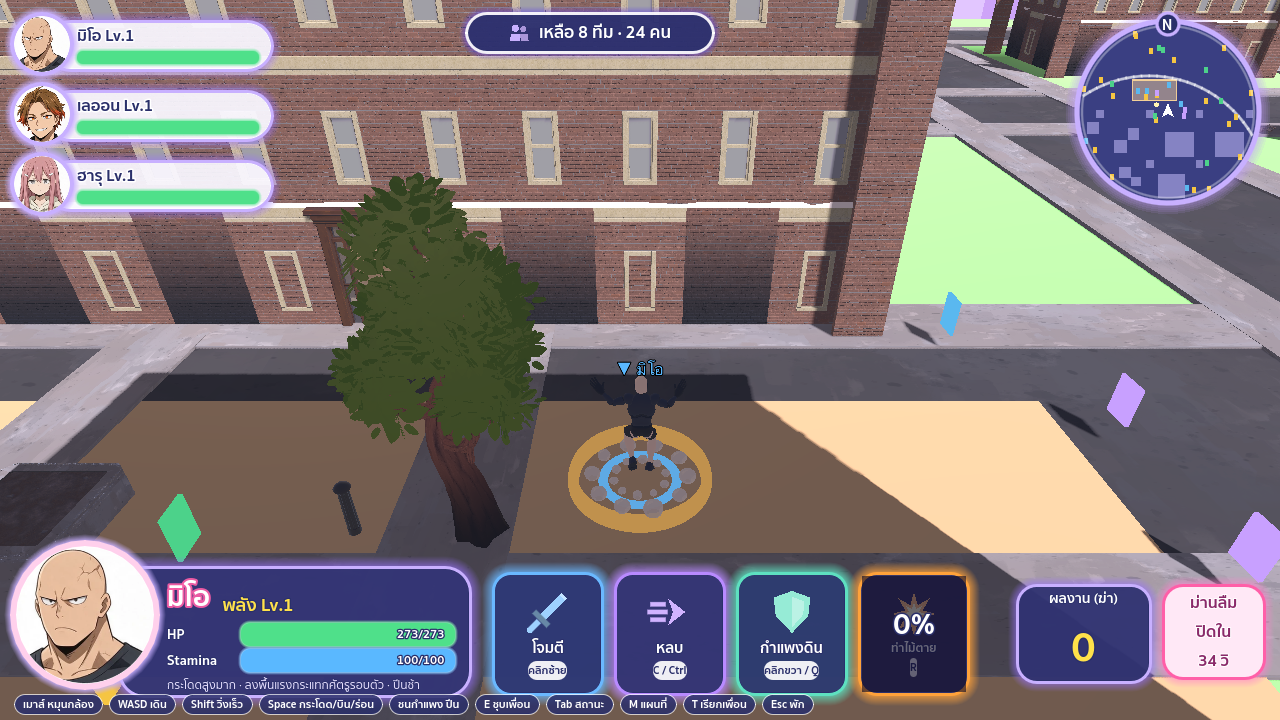 มิโอ Lv.1
เหลือ 8 ทีม · 24 คน
N
เลออน Lv.1
ฮารุ Lv.1
มิโอ
มิโอ พลัง Lv.1
HP 273/273
Stamina 100/100
กระโดดสูงมาก · ลงพื้นแรงกระแทกศัตรูรอบตัว · ปีนช้า
โจมตี
คลิกซ้าย
หลบ
C / Ctrl
กำแพงดิน
คลิกขวา / Q
0%
ท่าไม้ตาย
R
ผลงาน (ฆ่า)
0
ม่านลืม
ปิดใน
34 วิ
เมาส์ หมุนกล้อง
WASD เดิน
Shift วิ่งเร็ว
Space กระโดด/บิน/ร่อน
ชนกำแพง ปีน
E ชุบเพื่อน
Tab สถานะ
M แผนที่
T เรียกเพื่อน
Esc พัก